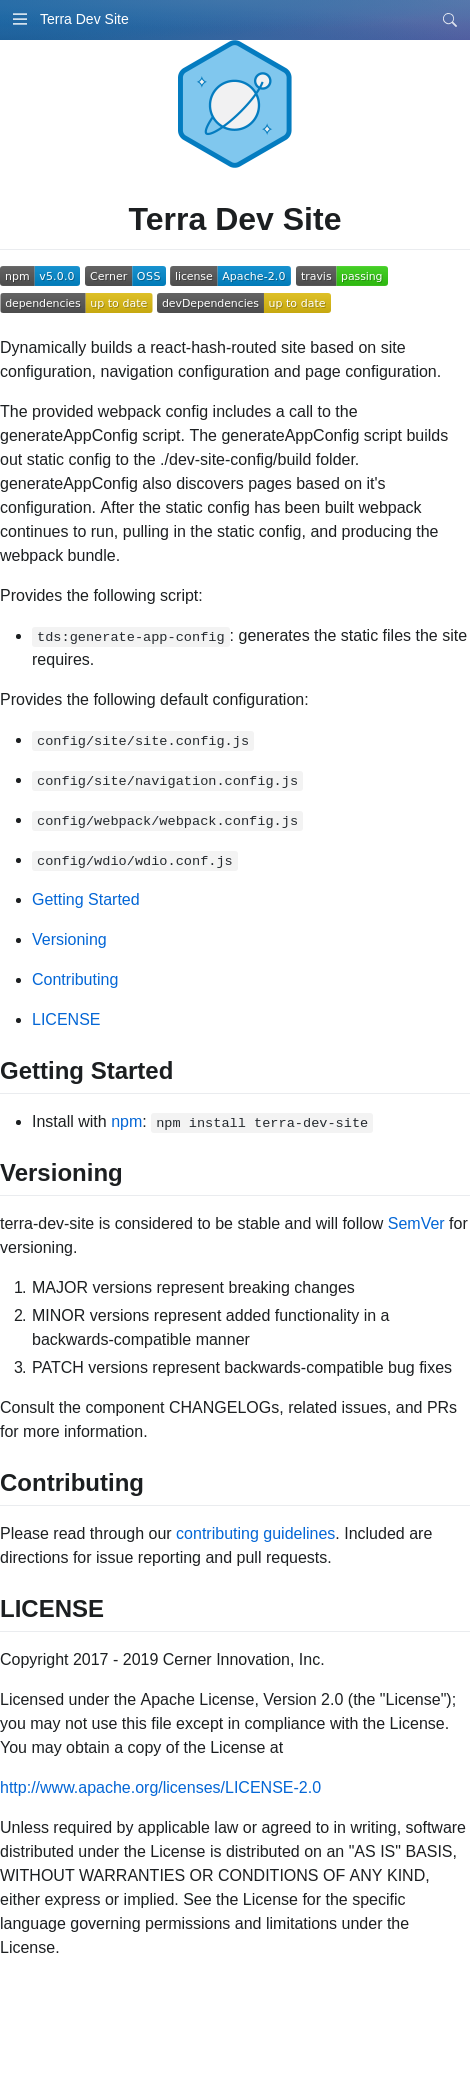 Terra Dev Site
Terra Dev Site
npm v5.0.0 Cerner OSS license Apache-2.0 travis passing
dependencies up to date devDependencies up to date
Dynamically builds a react-hash-routed site based on site
configuration, navigation configuration and page configuration.
The provided webpack config includes a call to the
generateAppConfig script. The generateAppConfig script builds
out static config to the ./dev-site-config/build folder.
generateAppConfig also discovers pages based on it's
configuration. After the static config has been built webpack
continues to run, pulling in the static config, and producing the
webpack bundle.
Provides the following script:
• tds:generate-app-config: generates the static files the site
requires.
Provides the following default configuration:
• config/site/site.config.js
• config/site/navigation.config.js
• config/webpack/webpack.config.js
• config/wdio/wdio.conf.js
• Getting Started
• Versioning
• Contributing
• LICENSE
Getting Started
• Install with npm: npm install terra-dev-site
Versioning
terra-dev-site is considered to be stable and will follow SemVer for
versioning.
1. MAJOR versions represent breaking changes
2. MINOR versions represent added functionality in a
backwards-compatible manner
3. PATCH versions represent backwards-compatible bug fixes
Consult the component CHANGELOGs, related issues, and PRs
for more information.
Contributing
Please read through our contributing guidelines. Included are
directions for issue reporting and pull requests.
LICENSE
Copyright 2017 - 2019 Cerner Innovation, Inc.
Licensed under the Apache License, Version 2.0 (the "License");
you may not use this file except in compliance with the License.
You may obtain a copy of the License at
http://www.apache.org/licenses/LICENSE-2.0
Unless required by applicable law or agreed to in writing, software
distributed under the License is distributed on an "AS IS" BASIS,
WITHOUT WARRANTIES OR CONDITIONS OF ANY KIND,
either express or implied. See the License for the specific
language governing permissions and limitations under the
License.